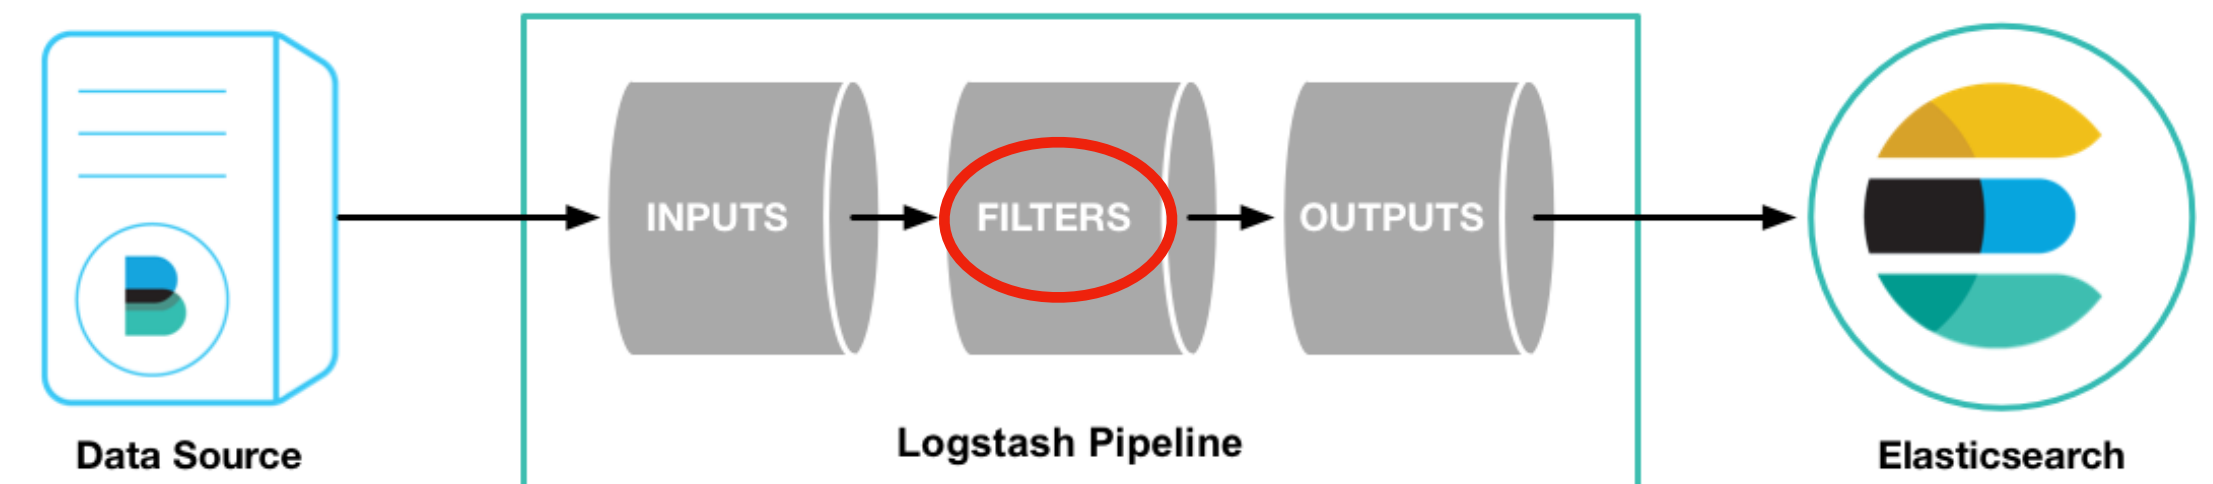 INPUTS
FILTERS
OUTPUTS
Logstash Pipeline
Data Source
Elasticsearch